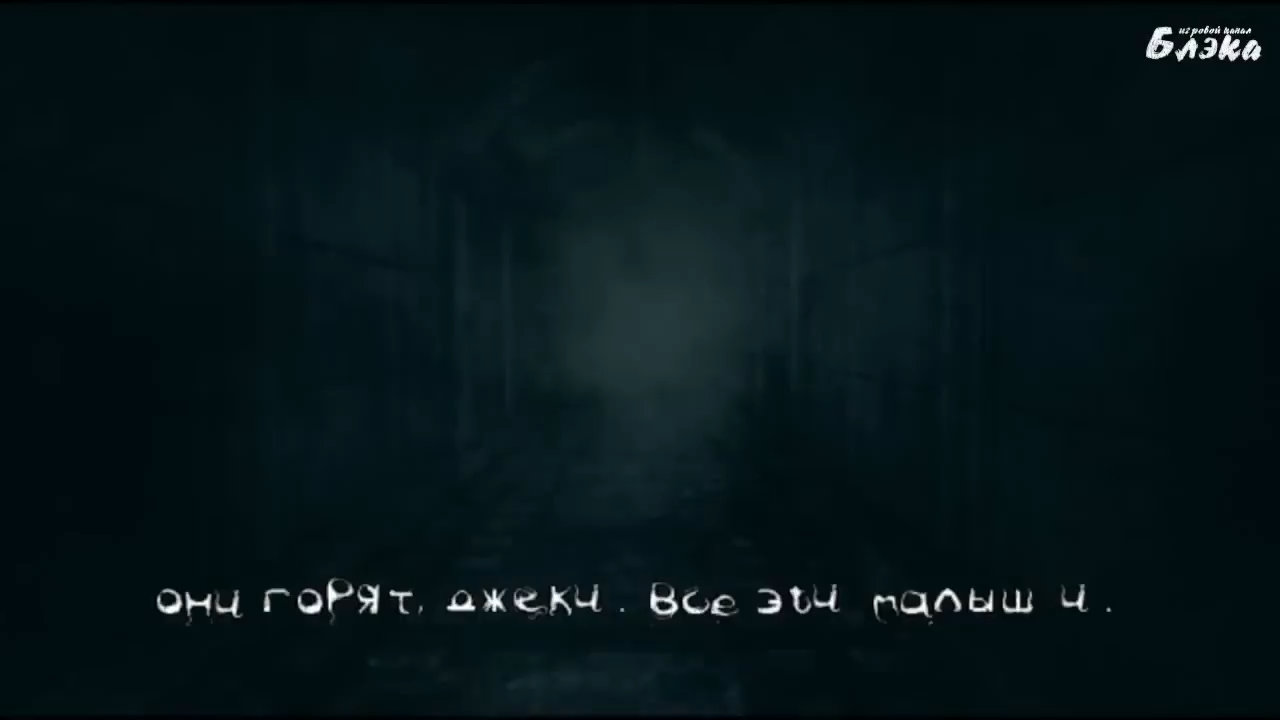 игровой канал
Блэка
они горят, джеки. все эти малыши.